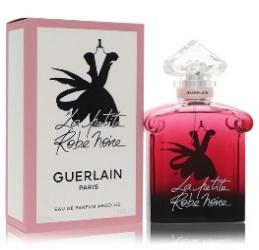 La petite
Robe Noire
GUERLAIN
PARIS
EAU DE PARFUM ABSOLUE
GUERLAIN
La petite
Robe Noire